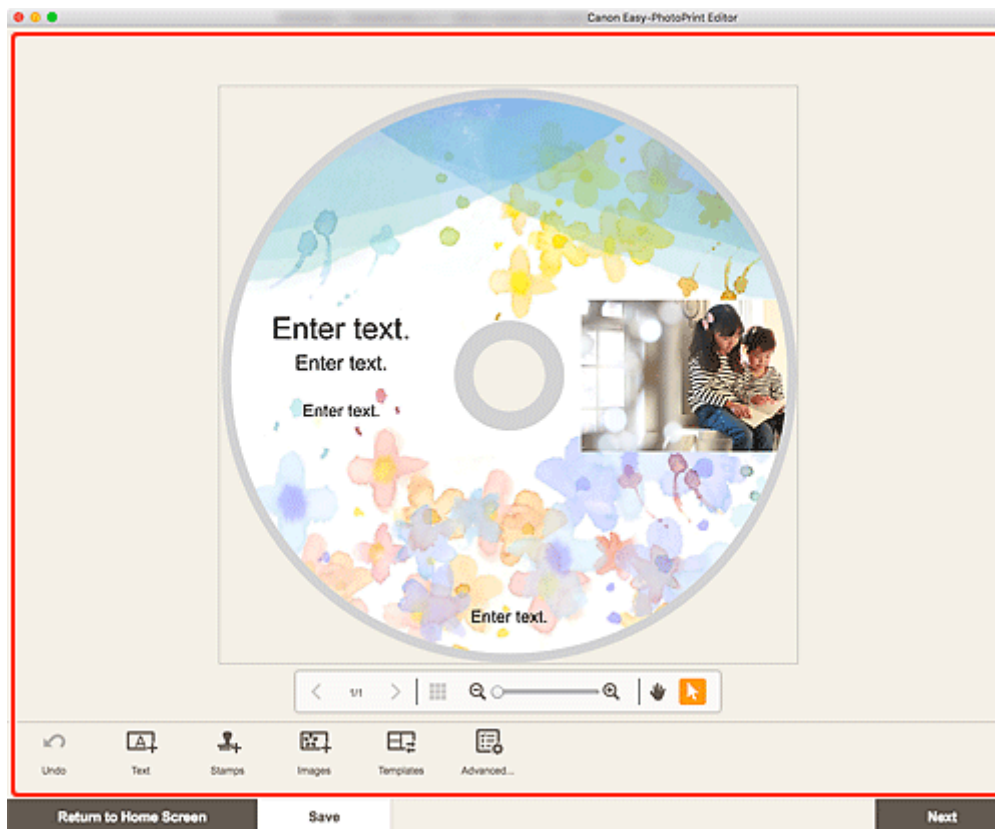 Canon Easy-PhotoPrint Editor
Enter text.
Enter text.
Enter text.
Enter text.
1/1
Undo
Text
Stamps
Images
Templates
Advanced...
Return to Home Screen
Save
Next